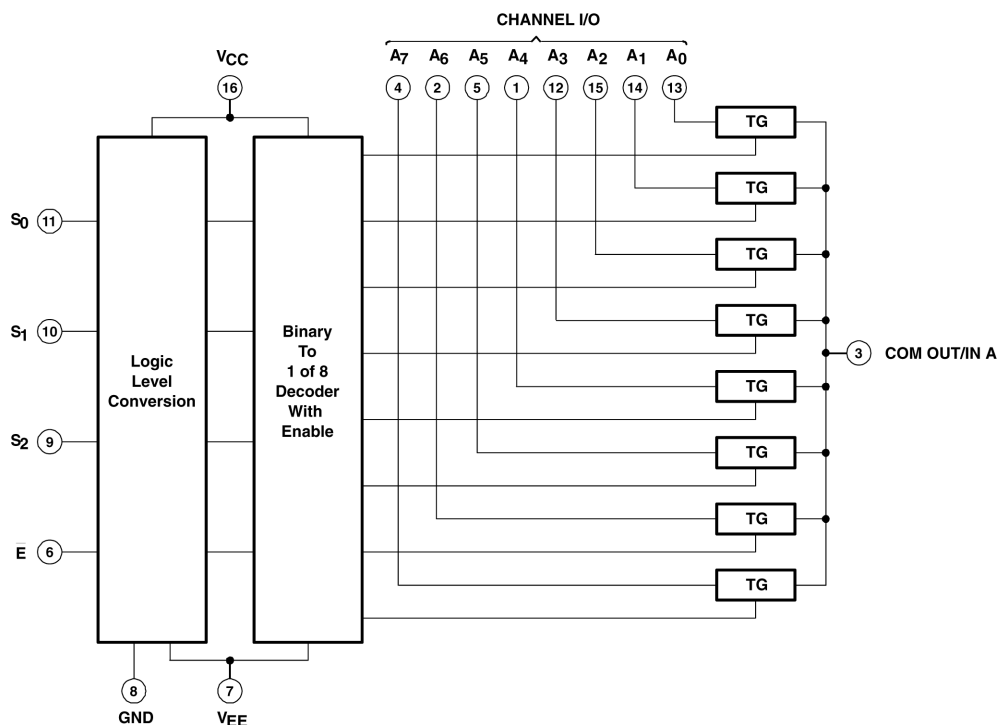 CHANNEL I/O
VCC A7 A6 A5 A4 A3 A2 A1 A0
16 4 2 5 1 12 15 14 13
TG
TG
S0 11
TG
TG
S1 10
Logic
Level
Conversion
Binary
To
1 of 8
Decoder
With
Enable
3 COM OUT/IN A
TG
S2 9
TG
TG
E̅ 6
TG
8 7
GND VEE